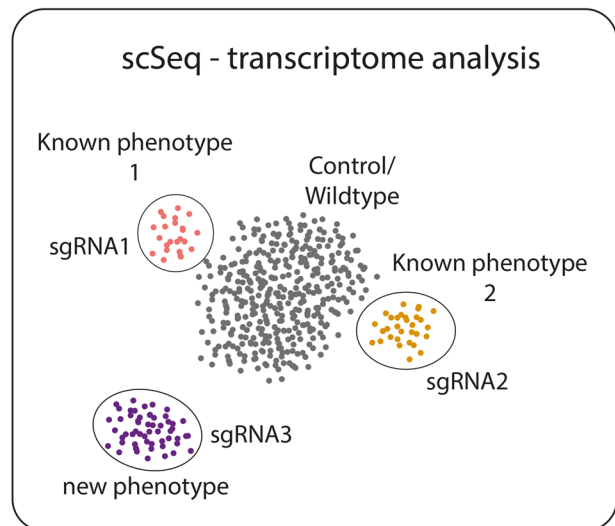 scSeq - transcriptome analysis
Known phenotype
1
Control/
Wildtype
sgRNA1
Known phenotype
2
sgRNA2
sgRNA3
new phenotype